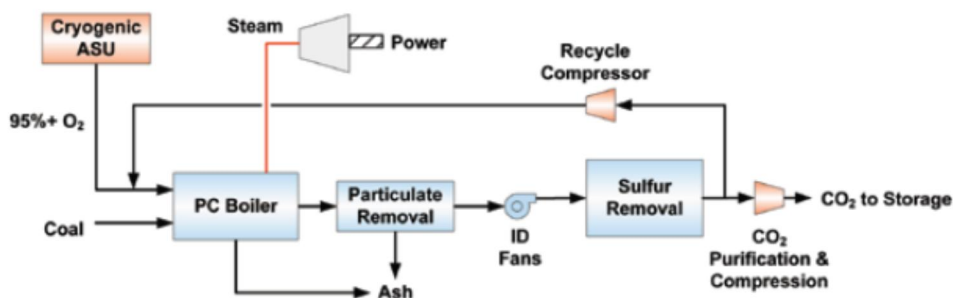 Cryogenic
ASU
Steam
Power
Recycle
Compressor
95%+ O₂
PC Boiler
Particulate
Removal
Sulfur
Removal
CO₂ to Storage
Coal
ID
Fans
CO₂
Purification &
Compression
Ash